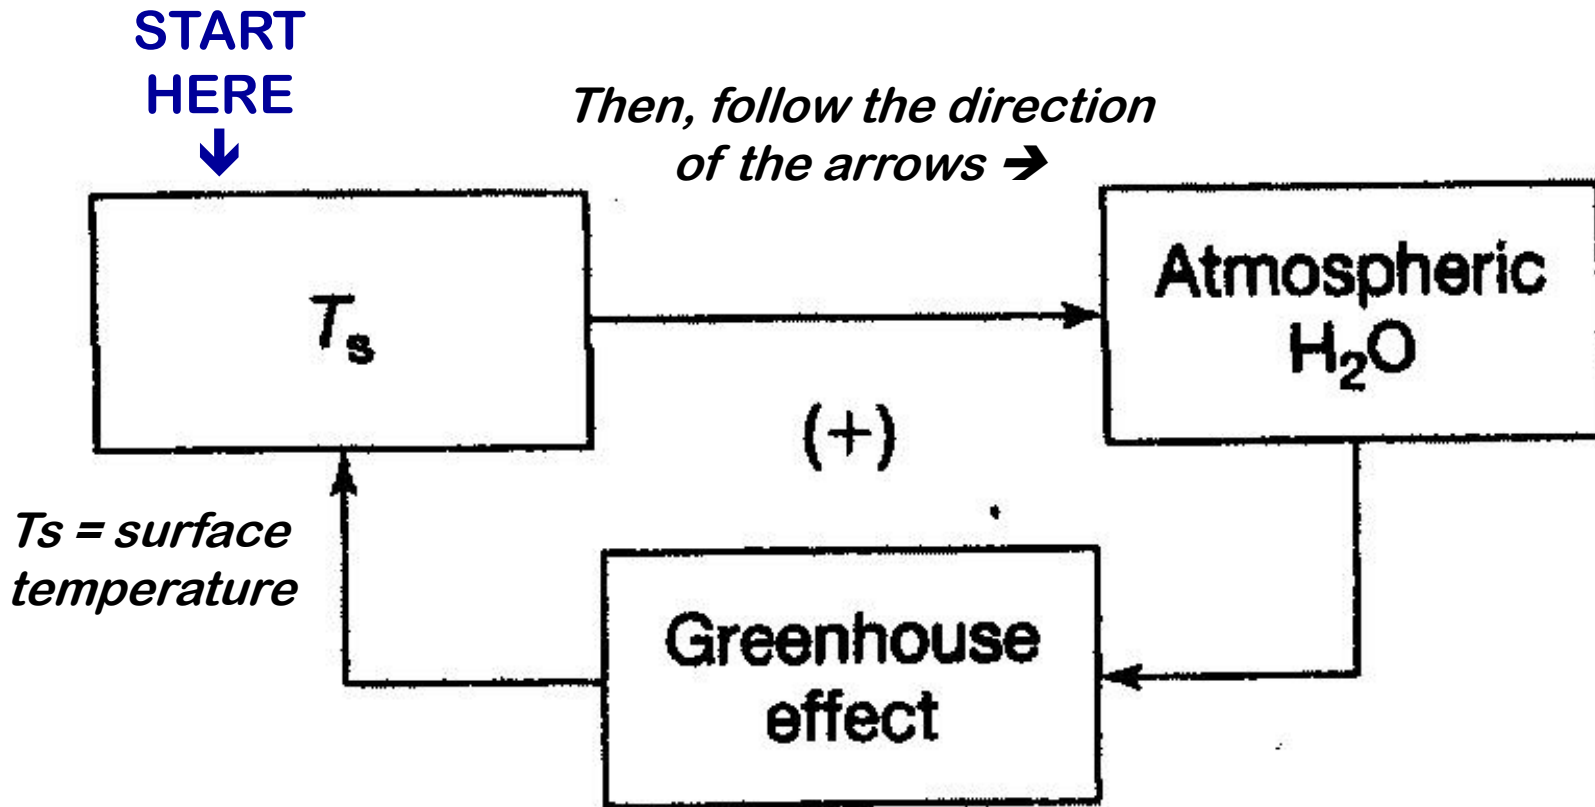 START
HERE
Then, follow the direction
of the arrows ➔
Tₛ
Atmospheric
H₂O
(+)
Ts = surface
temperature
Greenhouse
effect